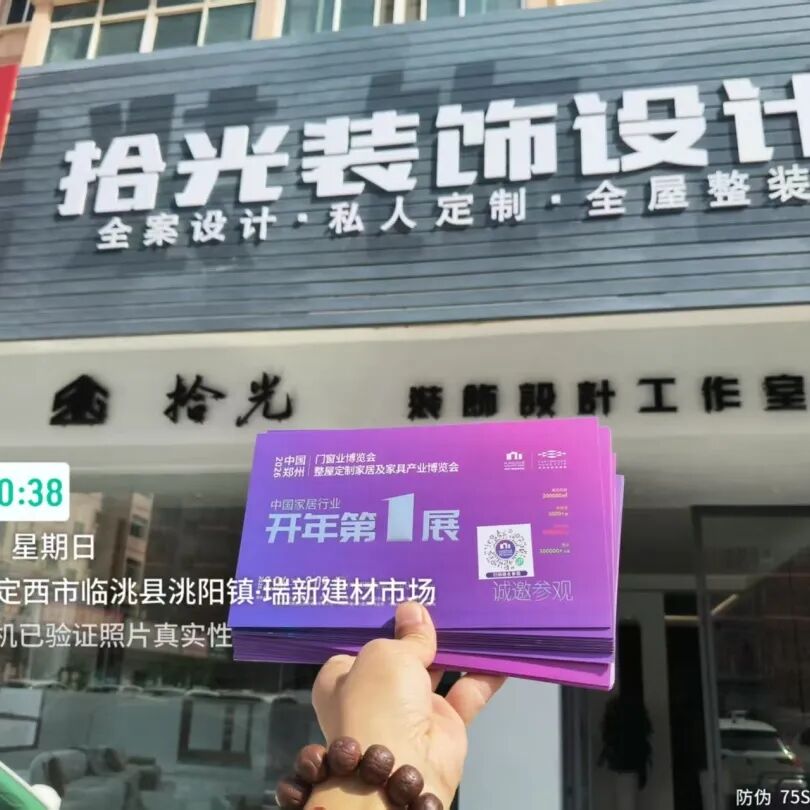 拾光装饰设计
全案设计·私人定制·全屋整装
拾光
装飾設計工作室
2026
中国
郑州
门窗业博览会
整屋定制家居及家具产业博览会
中国家居行业
开年第1展
诚邀参观
0:38
星期日
定西市临洮县洮阳镇·瑞新建材市场
机已验证照片真实性
防伪 75S